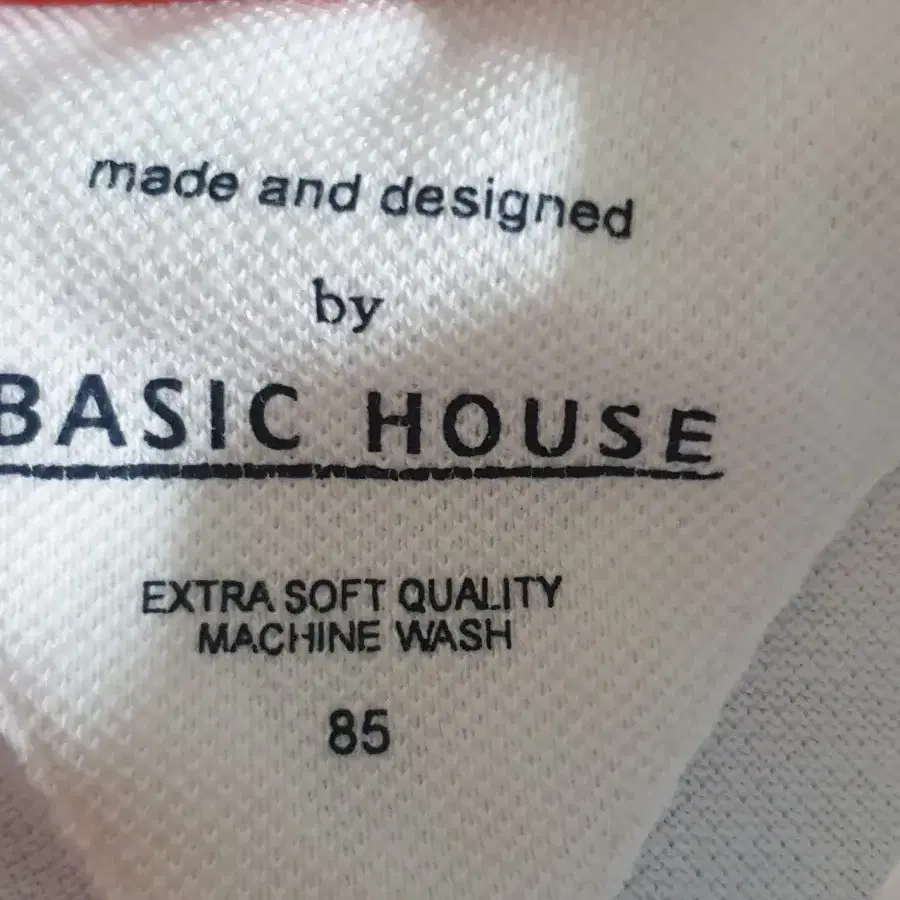 made and designed
by
BASIC HOUSE
EXTRA SOFT QUALITY
MACHINE WASH
85